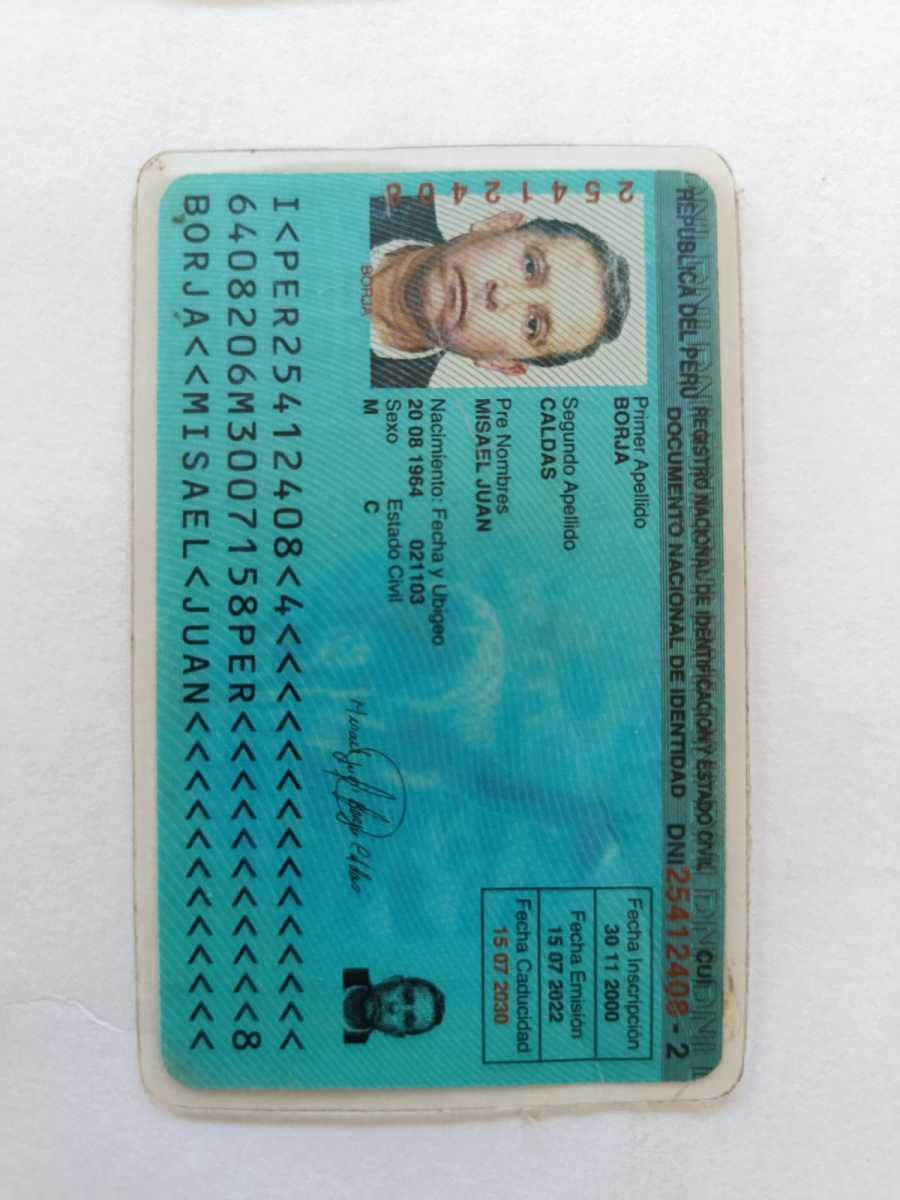 REPUBLICA DEL PERU REGISTRO NACIONAL DE IDENTIFICACION Y ESTADO CIVIL CUI
DOCUMENTO NACIONAL DE IDENTIDAD DNI 25412408 - 2
25412408
BORJA
Primer Apellido
BORJA
Segundo Apellido
CALDAS
Pre Nombres
MISAEL JUAN
Nacimiento: Fecha y Ubigeo
20 08 1964 021103
Sexo Estado Civil
M C
Fecha Inscripción
30 11 2000
Fecha Emisión
15 07 2022
Fecha Caducidad
15 07 2030
I<PER25412408<4<<<<<<<<<<<<<<<
6408206M3007158PER<<<<<<<<<<<8
BORJA<<MISAEL<JUAN<<<<<<<<<<<<